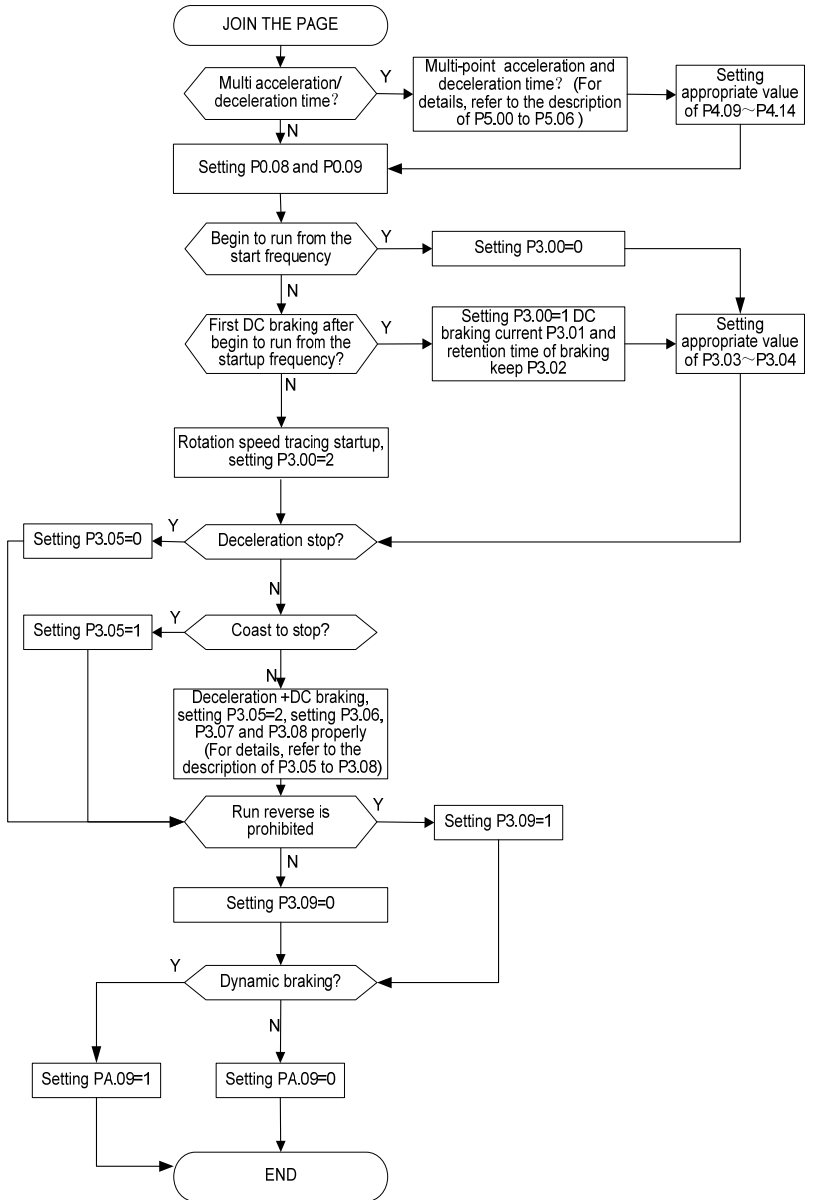 JOIN THE PAGE
Multi acceleration/
deceleration time?
Y
Multi-point acceleration and
deceleration time? (For
details, refer to the description
of P5.00 to P5.06 )
Setting
appropriate value
of P4.09～P4.14
N
Setting P0.08 and P0.09
Begin to run from the
start frequency
Y
Setting P3.00=0
N
First DC braking after
begin to run from the
startup frequency?
Y
Setting P3.00=1 DC
braking current P3.01 and
retention time of braking
keep P3.02
Setting
appropriate value
of P3.03～P3.04
N
Rotation speed tracing startup,
setting P3.00=2
Setting P3.05=0
Y
Deceleration stop?
N
Setting P3.05=1
Y
Coast to stop?
N
Deceleration +DC braking,
setting P3.05=2, setting P3.06,
P3.07 and P3.08 properly
(For details, refer to the
description of P3.05 to P3.08)
Run reverse is
prohibited
Y
Setting P3.09=1
N
Setting P3.09=0
Y
Dynamic braking?
N
Setting PA.09=1
Setting PA.09=0
END